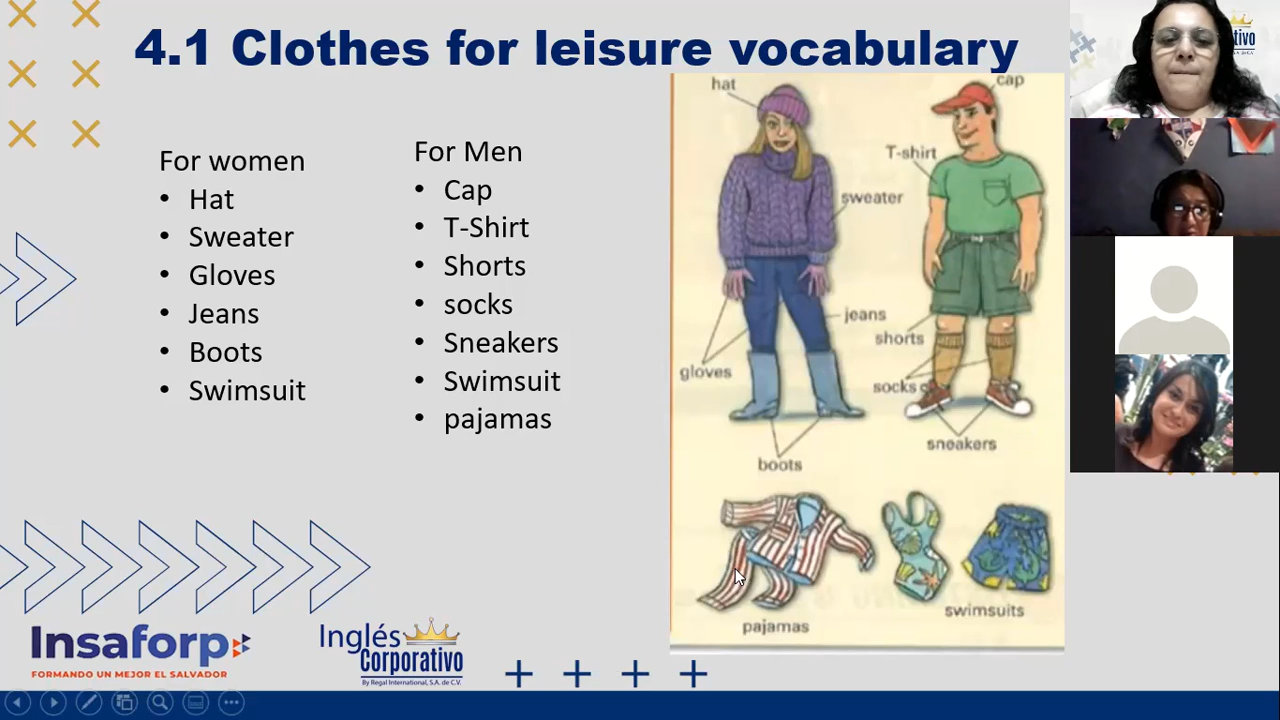 4.1 Clothes for leisure vocabulary
For women
• Hat
• Sweater
• Gloves
• Jeans
• Boots
• Swimsuit
For Men
• Cap
• T-Shirt
• Shorts
• socks
• Sneakers
• Swimsuit
• pajamas
hat
cap
T-shirt
sweater
jeans
shorts
gloves
socks
sneakers
boots
swimsuits
pajamas
Insaforp
FORMANDO UN MEJOR EL SALVADOR
Inglés
Corporativo
By Regal International, S.A. de C.V.